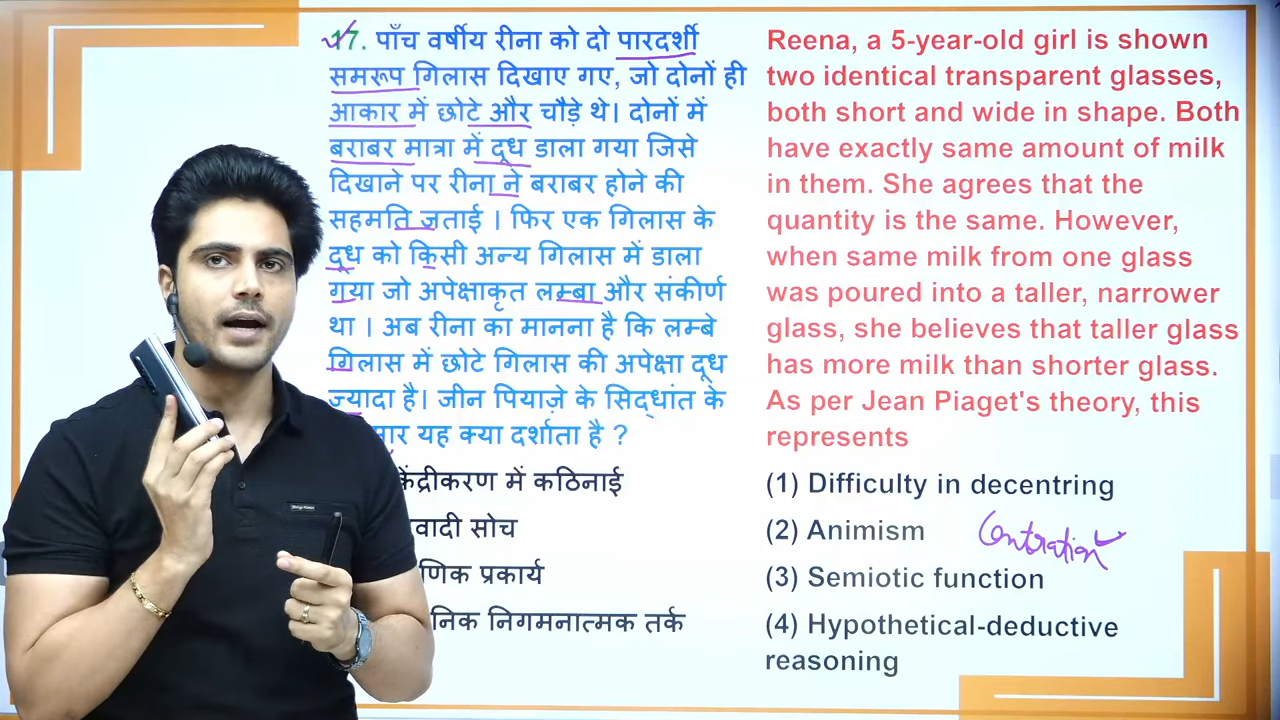 17. पाँच वर्षीय रीना को दो पारदर्शी
समरूप गिलास दिखाए गए, जो दोनों ही
आकार में छोटे और चौड़े थे। दोनों में
बराबर मात्रा में दूध डाला गया जिसे
दिखाने पर रीना ने बराबर होने की
सहमति जताई । फिर एक गिलास के
दूध को किसी अन्य गिलास में डाला
गया जो अपेक्षाकृत लम्बा और संकीर्ण
था । अब रीना का मानना है कि लम्बे
गिलास में छोटे गिलास की अपेक्षा दूध
ज्यादा है। जीन पियाज़े के सिद्धांत के
यह क्या दर्शाता है ?
में कठिनाई
सोच
प्रकार्य
निगमनात्मक तर्क
Reena, a 5-year-old girl is shown
two identical transparent glasses,
both short and wide in shape. Both
have exactly same amount of milk
in them. She agrees that the
quantity is the same. However,
when same milk from one glass
was poured into a taller, narrower
glass, she believes that taller glass
has more milk than shorter glass.
As per Jean Piaget's theory, this
represents
(1) Difficulty in decentring
(2) Animism
(3) Semiotic function
(4) Hypothetical-deductive
reasoning